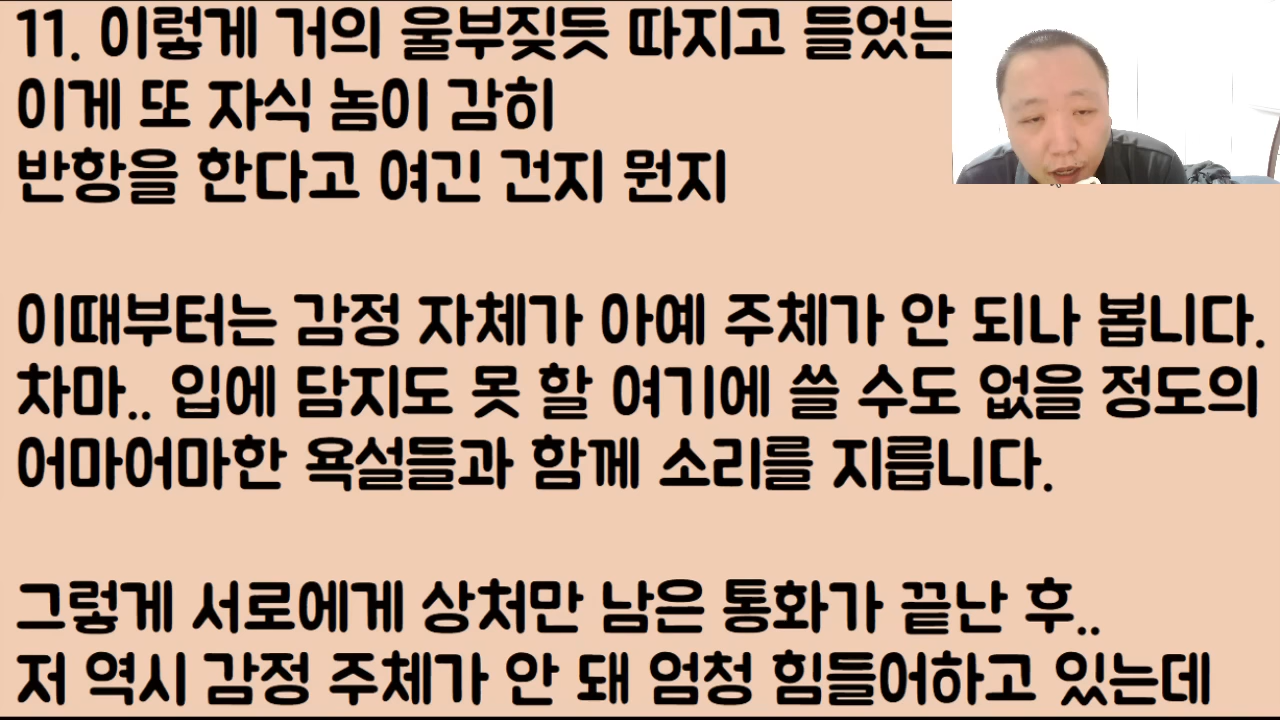 11. 이렇게 거의 울부짖듯 따지고 들었는
이게 또 자식 놈이 감히
반항을 한다고 여긴 건지 뭔지
이때부터는 감정 자체가 아예 주체가 안 되나 봅니다.
차마.. 입에 담지도 못 할 여기에 쓸 수도 없을 정도의
어마어마한 욕설들과 함께 소리를 지릅니다.
그렇게 서로에게 상처만 남은 통화가 끝난 후..
저 역시 감정 주체가 안 돼 엄청 힘들어하고 있는데